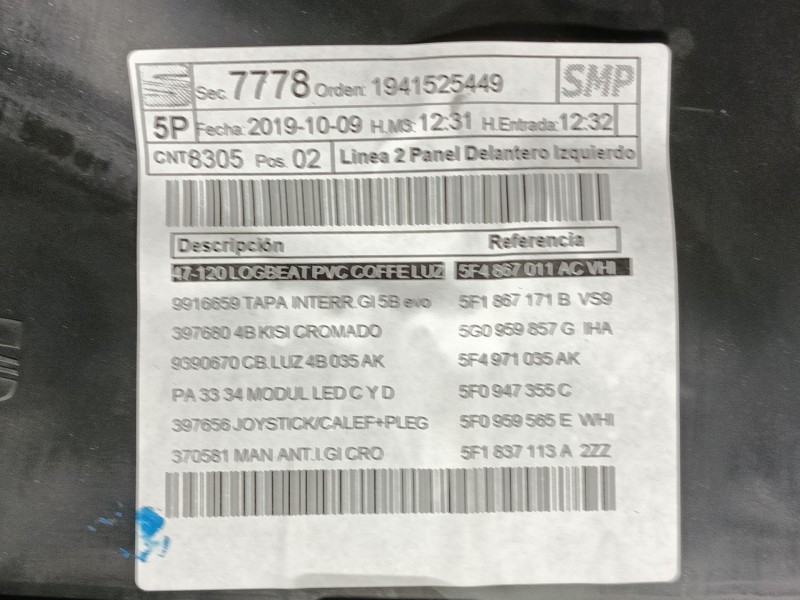 Sec. 7778 Orden: 1941525449 SMP
5P Fecha: 2019-10-09 H.MS: 12:31 H.Entrada: 12:32
CNT 8305 Pos. 02 Linea 2 Panel Delantero Izquierdo
Descripción Referencia
47-120 LOGBEAT PVC COFFE LUZ 5F4 867 011 AC VHI
9916659 TAPA INTERR.GI 5B evo 5F1 867 171 B VS9
397680 4B KISI CROMADO 5G0 959 857 G IHA
9390670 CB.LUZ 4B 035 AK 5F4 971 035 AK
PA 33 34 MODUL LED C Y D 5F0 947 355 C
397656 JOYSTICK/CALEF+PLEG 5F0 959 565 E WHI
370581 MAN ANT.I.GI CRO 5F1 837 113 A 2ZZ